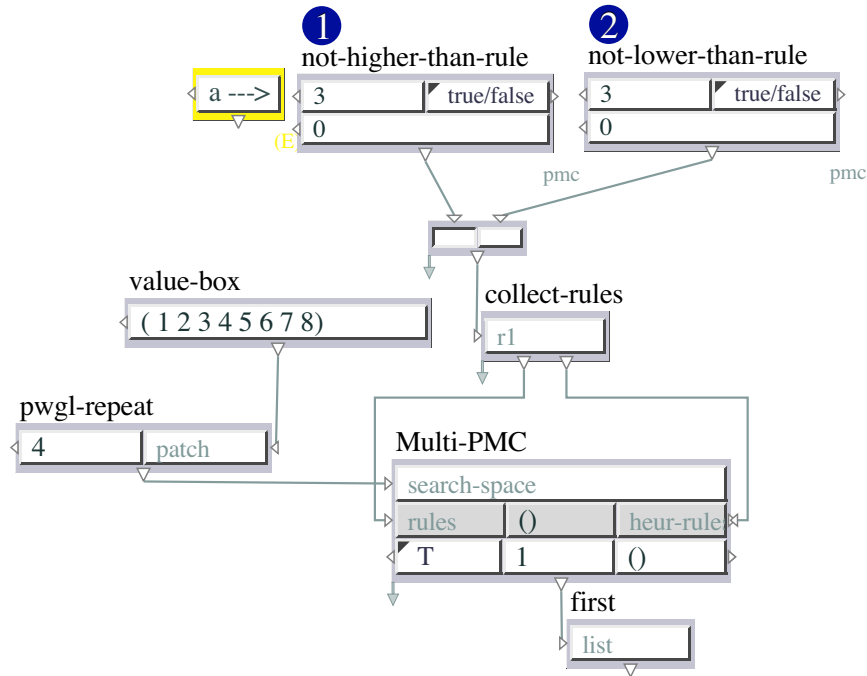 1
2
not-higher-than-rule
not-lower-than-rule
a --->
3 true/false
3 true/false
(E
0
0
pmc
pmc
value-box
( 1 2 3 4 5 6 7 8)
collect-rules
r1
pwgl-repeat
4 patch
Multi-PMC
search-space
rules () heur-rule
T 1 ()
first
list